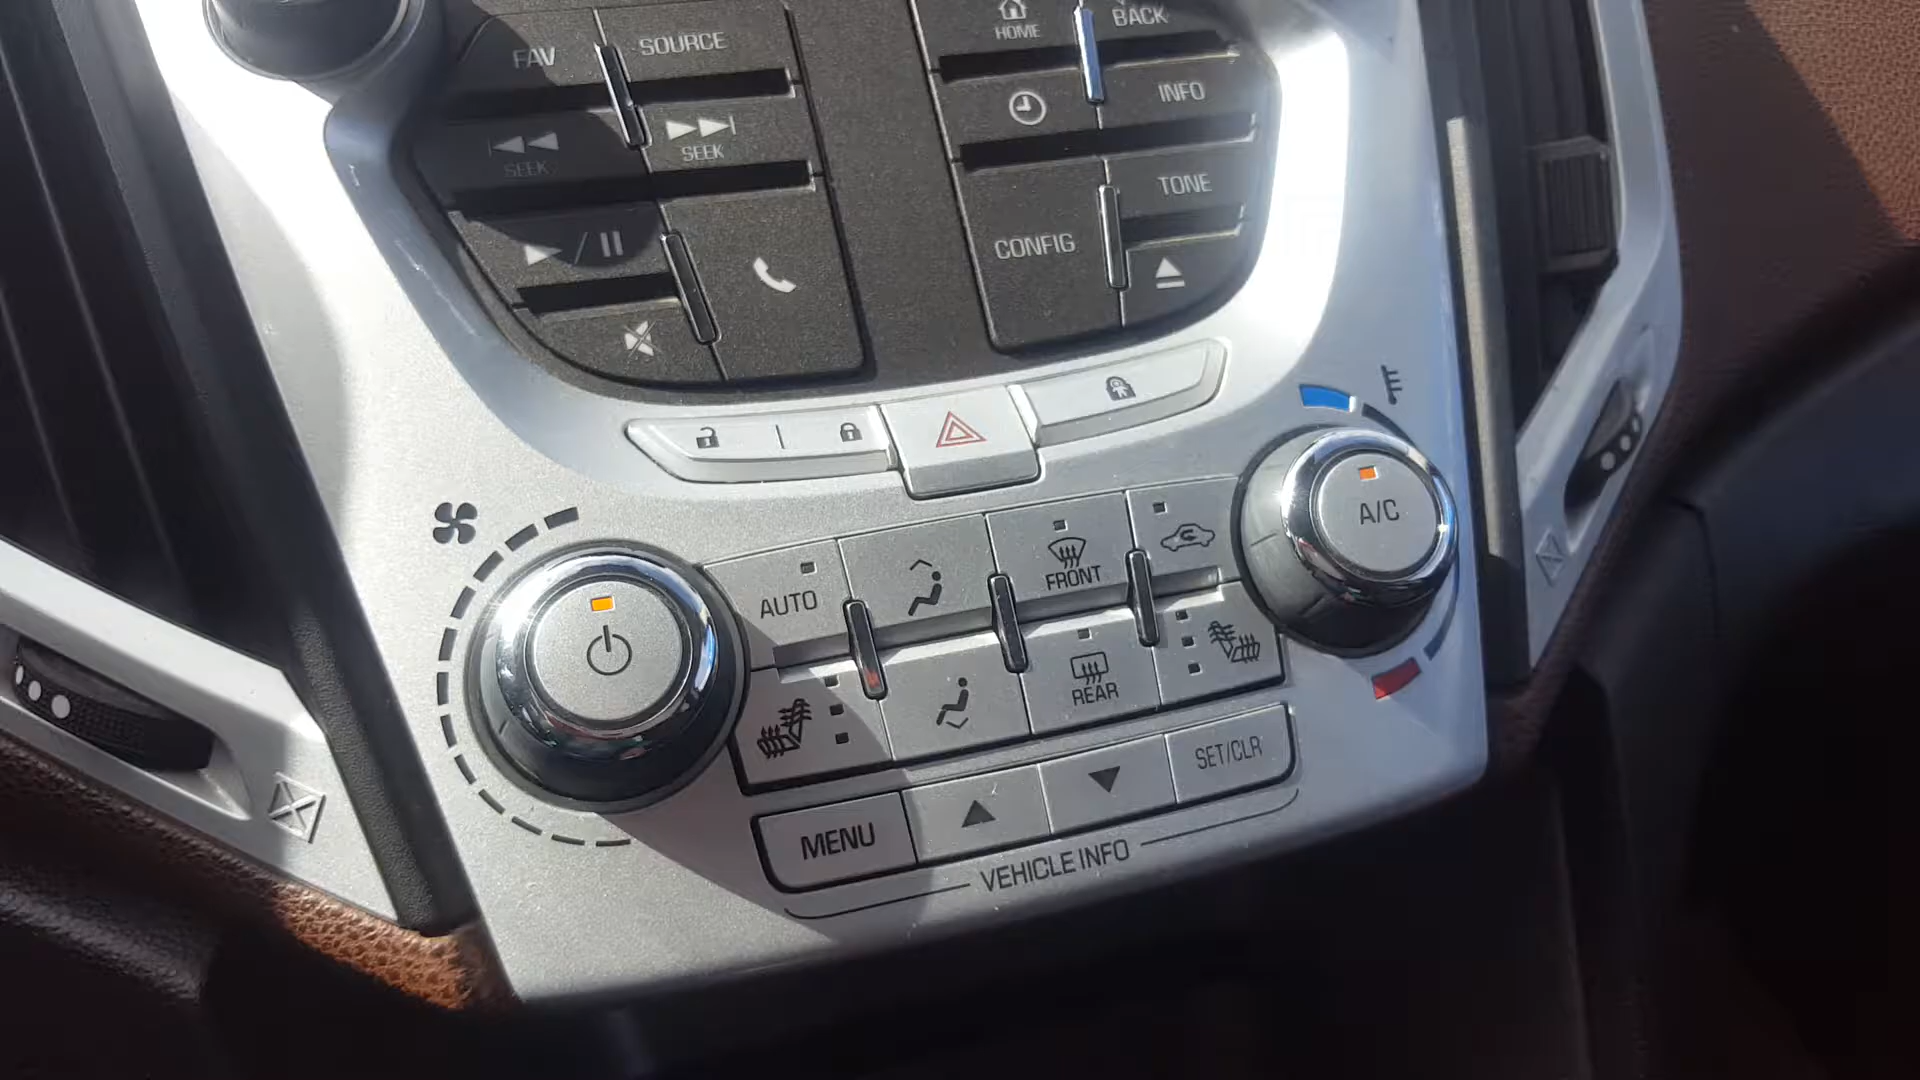 FAV
SOURCE
SEEK
SEEK
HOME
BACK
INFO
TONE
CONFIG
A/C
AUTO
FRONT
REAR
MENU
SET/CLR
VEHICLE INFO